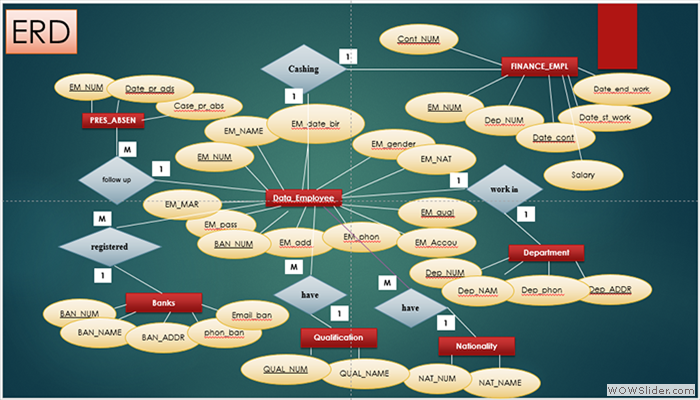 ERD
Cont_NUM
1
Cashing
FINANCE_EMPL
1
EM_NUM
Date_pr_ads
Case_pr_abs
PRES_ABSEN
Date_end_work
EM_NUM
Dep_NUM
Date_cont
Date_st_work
Salary
EM_NAME
EM_date_bir
EM_gender
EM_NUM
EM_NAT
M
follow up
1
1
work in
1
Data_Employee
EM_MAR
EM_pass
BAN_NUM
EM_add
EM_phon
EM_qual
EM_Accou
M
registered
1
Department
Dep_NUM
Dep_NAM
Dep_phon
Dep_ADDR
M
have
1
M
have
1
Banks
BAN_NUM
BAN_NAME
BAN_ADDR
phon_ban
Email_ban
Qualification
QUAL_NUM
QUAL_NAME
Nationality
NAT_NUM
NAT_NAME
WOWSlider.com